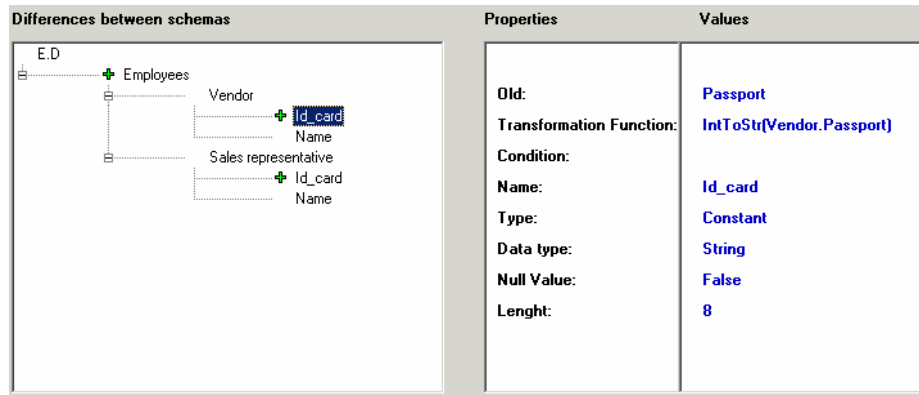 Differences between schemas
E.D
Employees
Vendor
Id_card
Name
Sales representative
Id_card
Name
Properties Values
Old: Passport
Transformation Function: IntToStr(Vendor.Passport)
Condition:
Name: Id_card
Type: Constant
Data type: String
Null Value: False
Lenght: 8